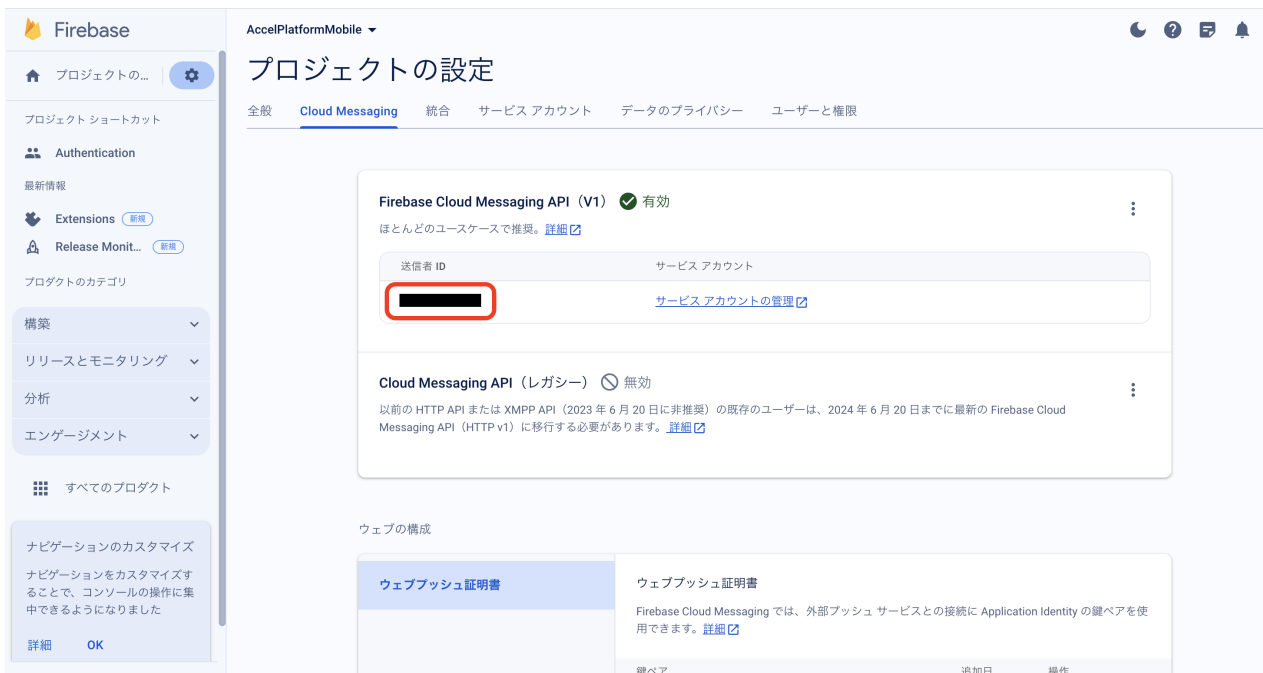 Firebase
プロジェクトの...
プロジェクト ショートカット
Authentication
最新情報
Extensions 新規
Release Monit... 新規
プロダクトのカテゴリ
構築
リリースとモニタリング
分析
エンゲージメント
すべてのプロダクト
ナビゲーションのカスタマイズ
ナビゲーションをカスタマイズす
ることで、コンソールの操作に集
中できるようになりました
詳細 OK
AccelPlatformMobile
プロジェクトの設定
全般 Cloud Messaging 統合 サービス アカウント データのプライバシー ユーザーと権限
Firebase Cloud Messaging API（V1） 有効
ほとんどのユースケースで推奨。詳細
送信者 ID サービス アカウント
サービス アカウントの管理
Cloud Messaging API（レガシー） 無効
以前の HTTP API または XMPP API（2023 年 6 月 20 日に非推奨）の既存のユーザーは、2024 年 6 月 20 日までに最新の Firebase Cloud
Messaging API（HTTP v1）に移行する必要があります。 詳細
ウェブの構成
ウェブプッシュ証明書
ウェブプッシュ証明書
Firebase Cloud Messaging では、外部プッシュ サービスとの接続に Application Identity の鍵ペアを使
用できます。詳細
鍵ペア 追加日 操作